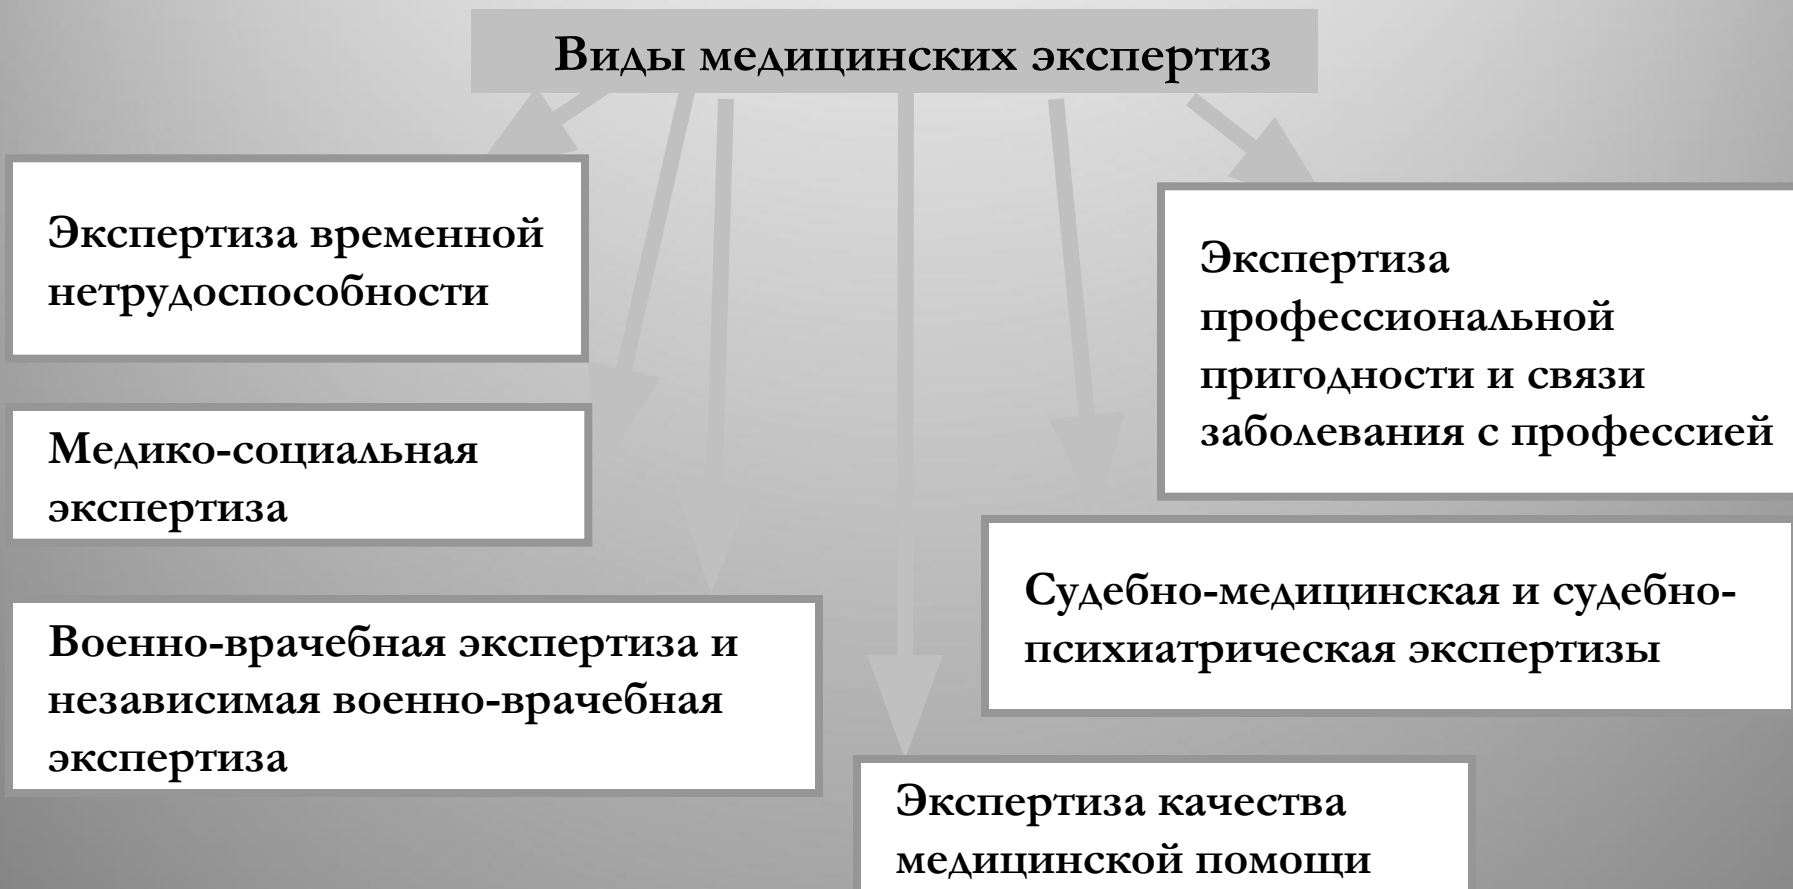 Виды медицинских экспертиз
Экспертиза временной
нетрудоспособности
Медико-социальная
экспертиза
Военно-врачебная экспертиза и
независимая военно-врачебная
экспертиза
Экспертиза
профессиональной
пригодности и связи
заболевания с профессией
Судебно-медицинская и судебно-
психиатрическая экспертизы
Экспертиза качества
медицинской помощи